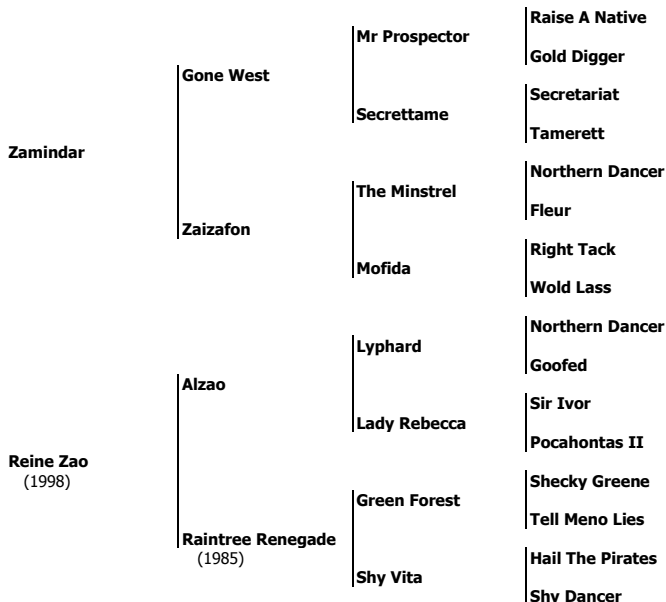 Raise A Native
Mr Prospector
Gold Digger
Gone West
Secretariat
Secrettame
Tamerett
Zamindar
Northern Dancer
The Minstrel
Fleur
Zaizafon
Right Tack
Mofida
Wold Lass
Northern Dancer
Lyphard
Goofed
Alzao
Sir Ivor
Lady Rebecca
Pocahontas II
Reine Zao
(1998)
Shecky Greene
Green Forest
Tell Meno Lies
Raintree Renegade
(1985)
Hail The Pirates
Shy Vita
Shy Dancer